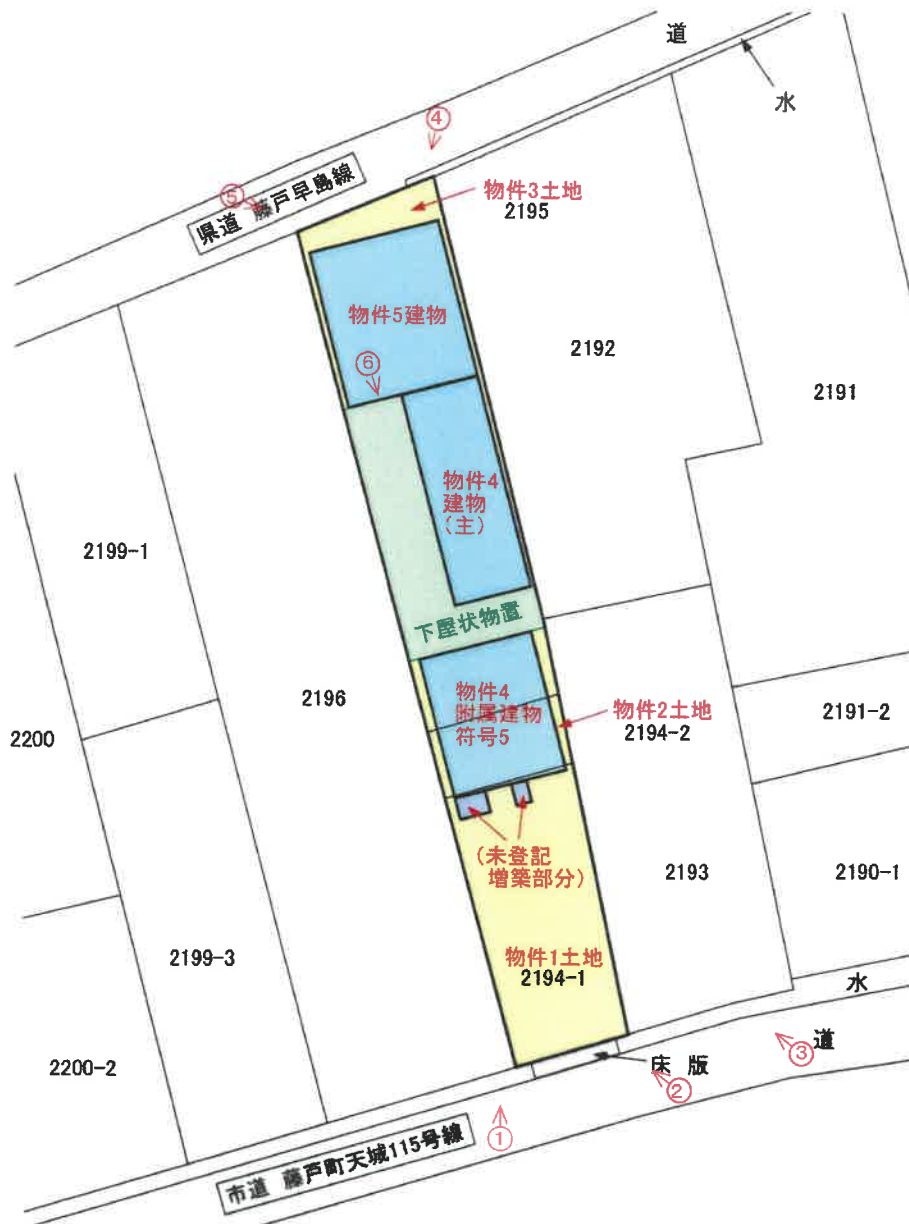 道
水
④
⑤
県道 藤戸早島線
物件3土地
2195
物件5建物
2192
⑥
2191
物件4
建物
(主)
2199-1
下屋状物置
2196
物件4
附属建物
符号5
物件2土地
2194-2
2191-2
2200
(未登記
増築部分)
2193
2190-1
2199-3
物件1土地
2194-1
水
道
③
床 版
②
2200-2
①
市道 藤戸町天城115号線